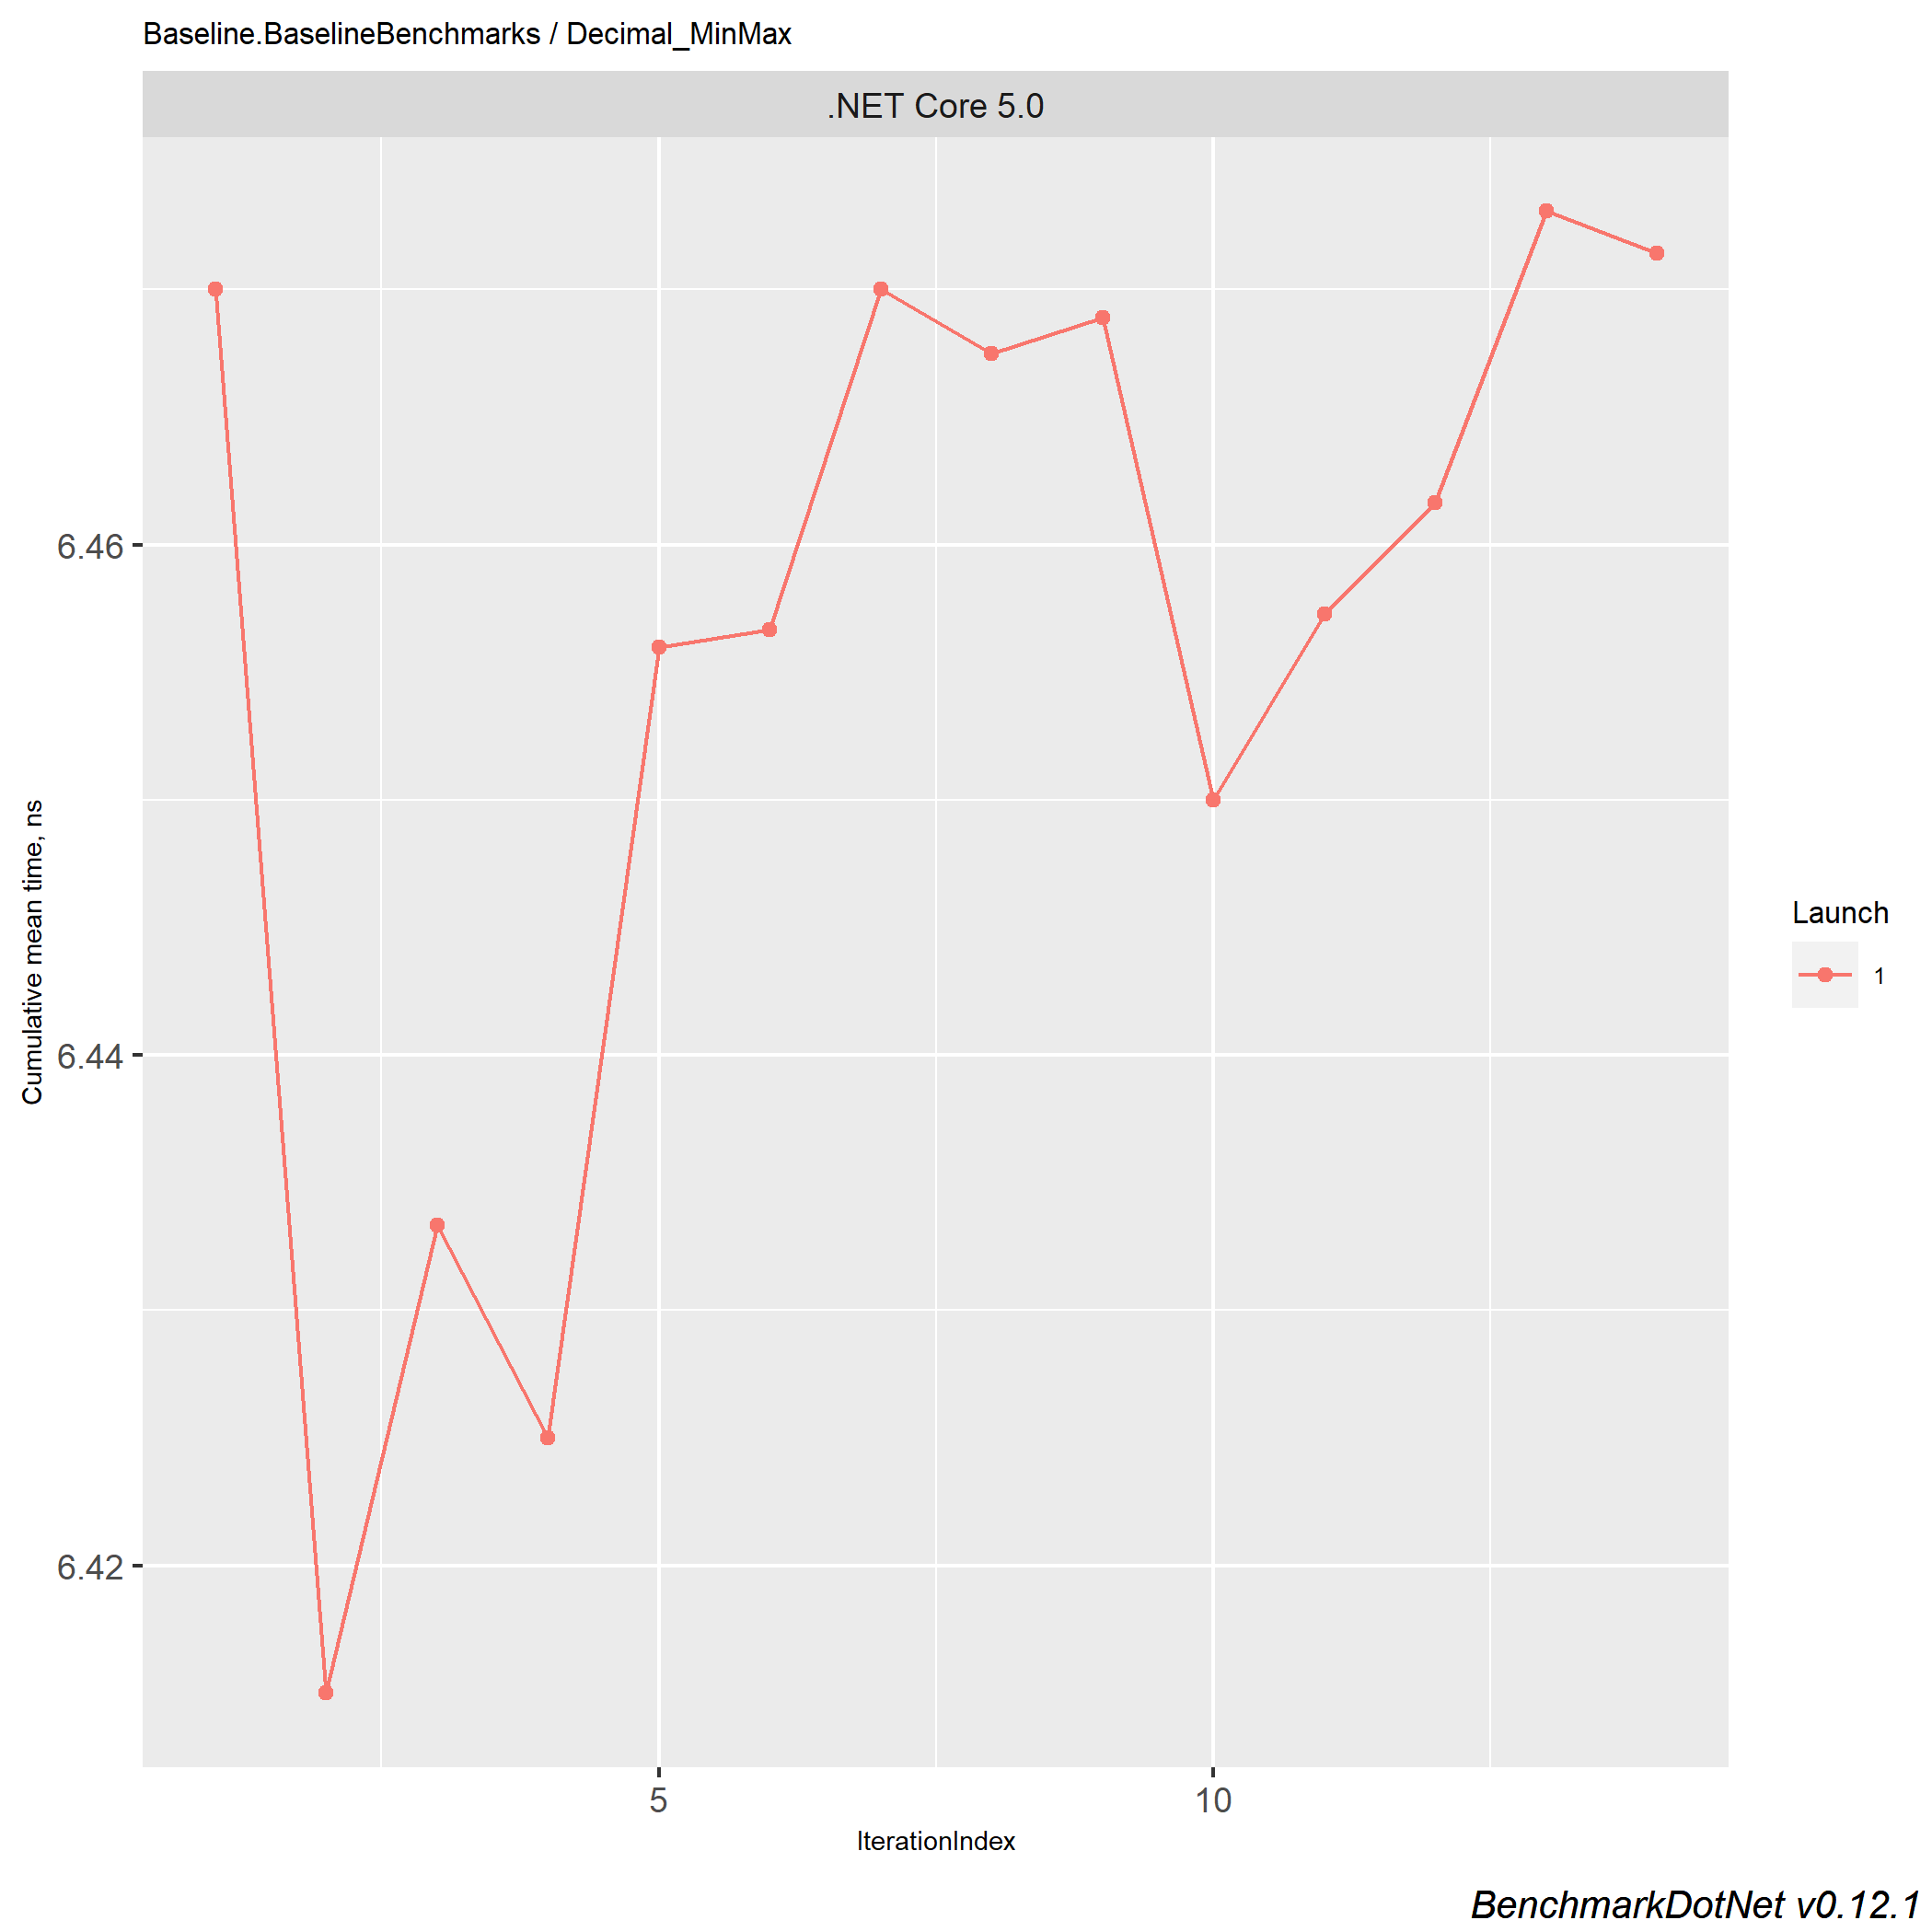 Baseline.BaselineBenchmarks / Decimal_MinMax
.NET Core 5.0
6.46
6.44
6.42
Cumulative mean time, ns
5
10
IterationIndex
Launch
1
BenchmarkDotNet v0.12.1